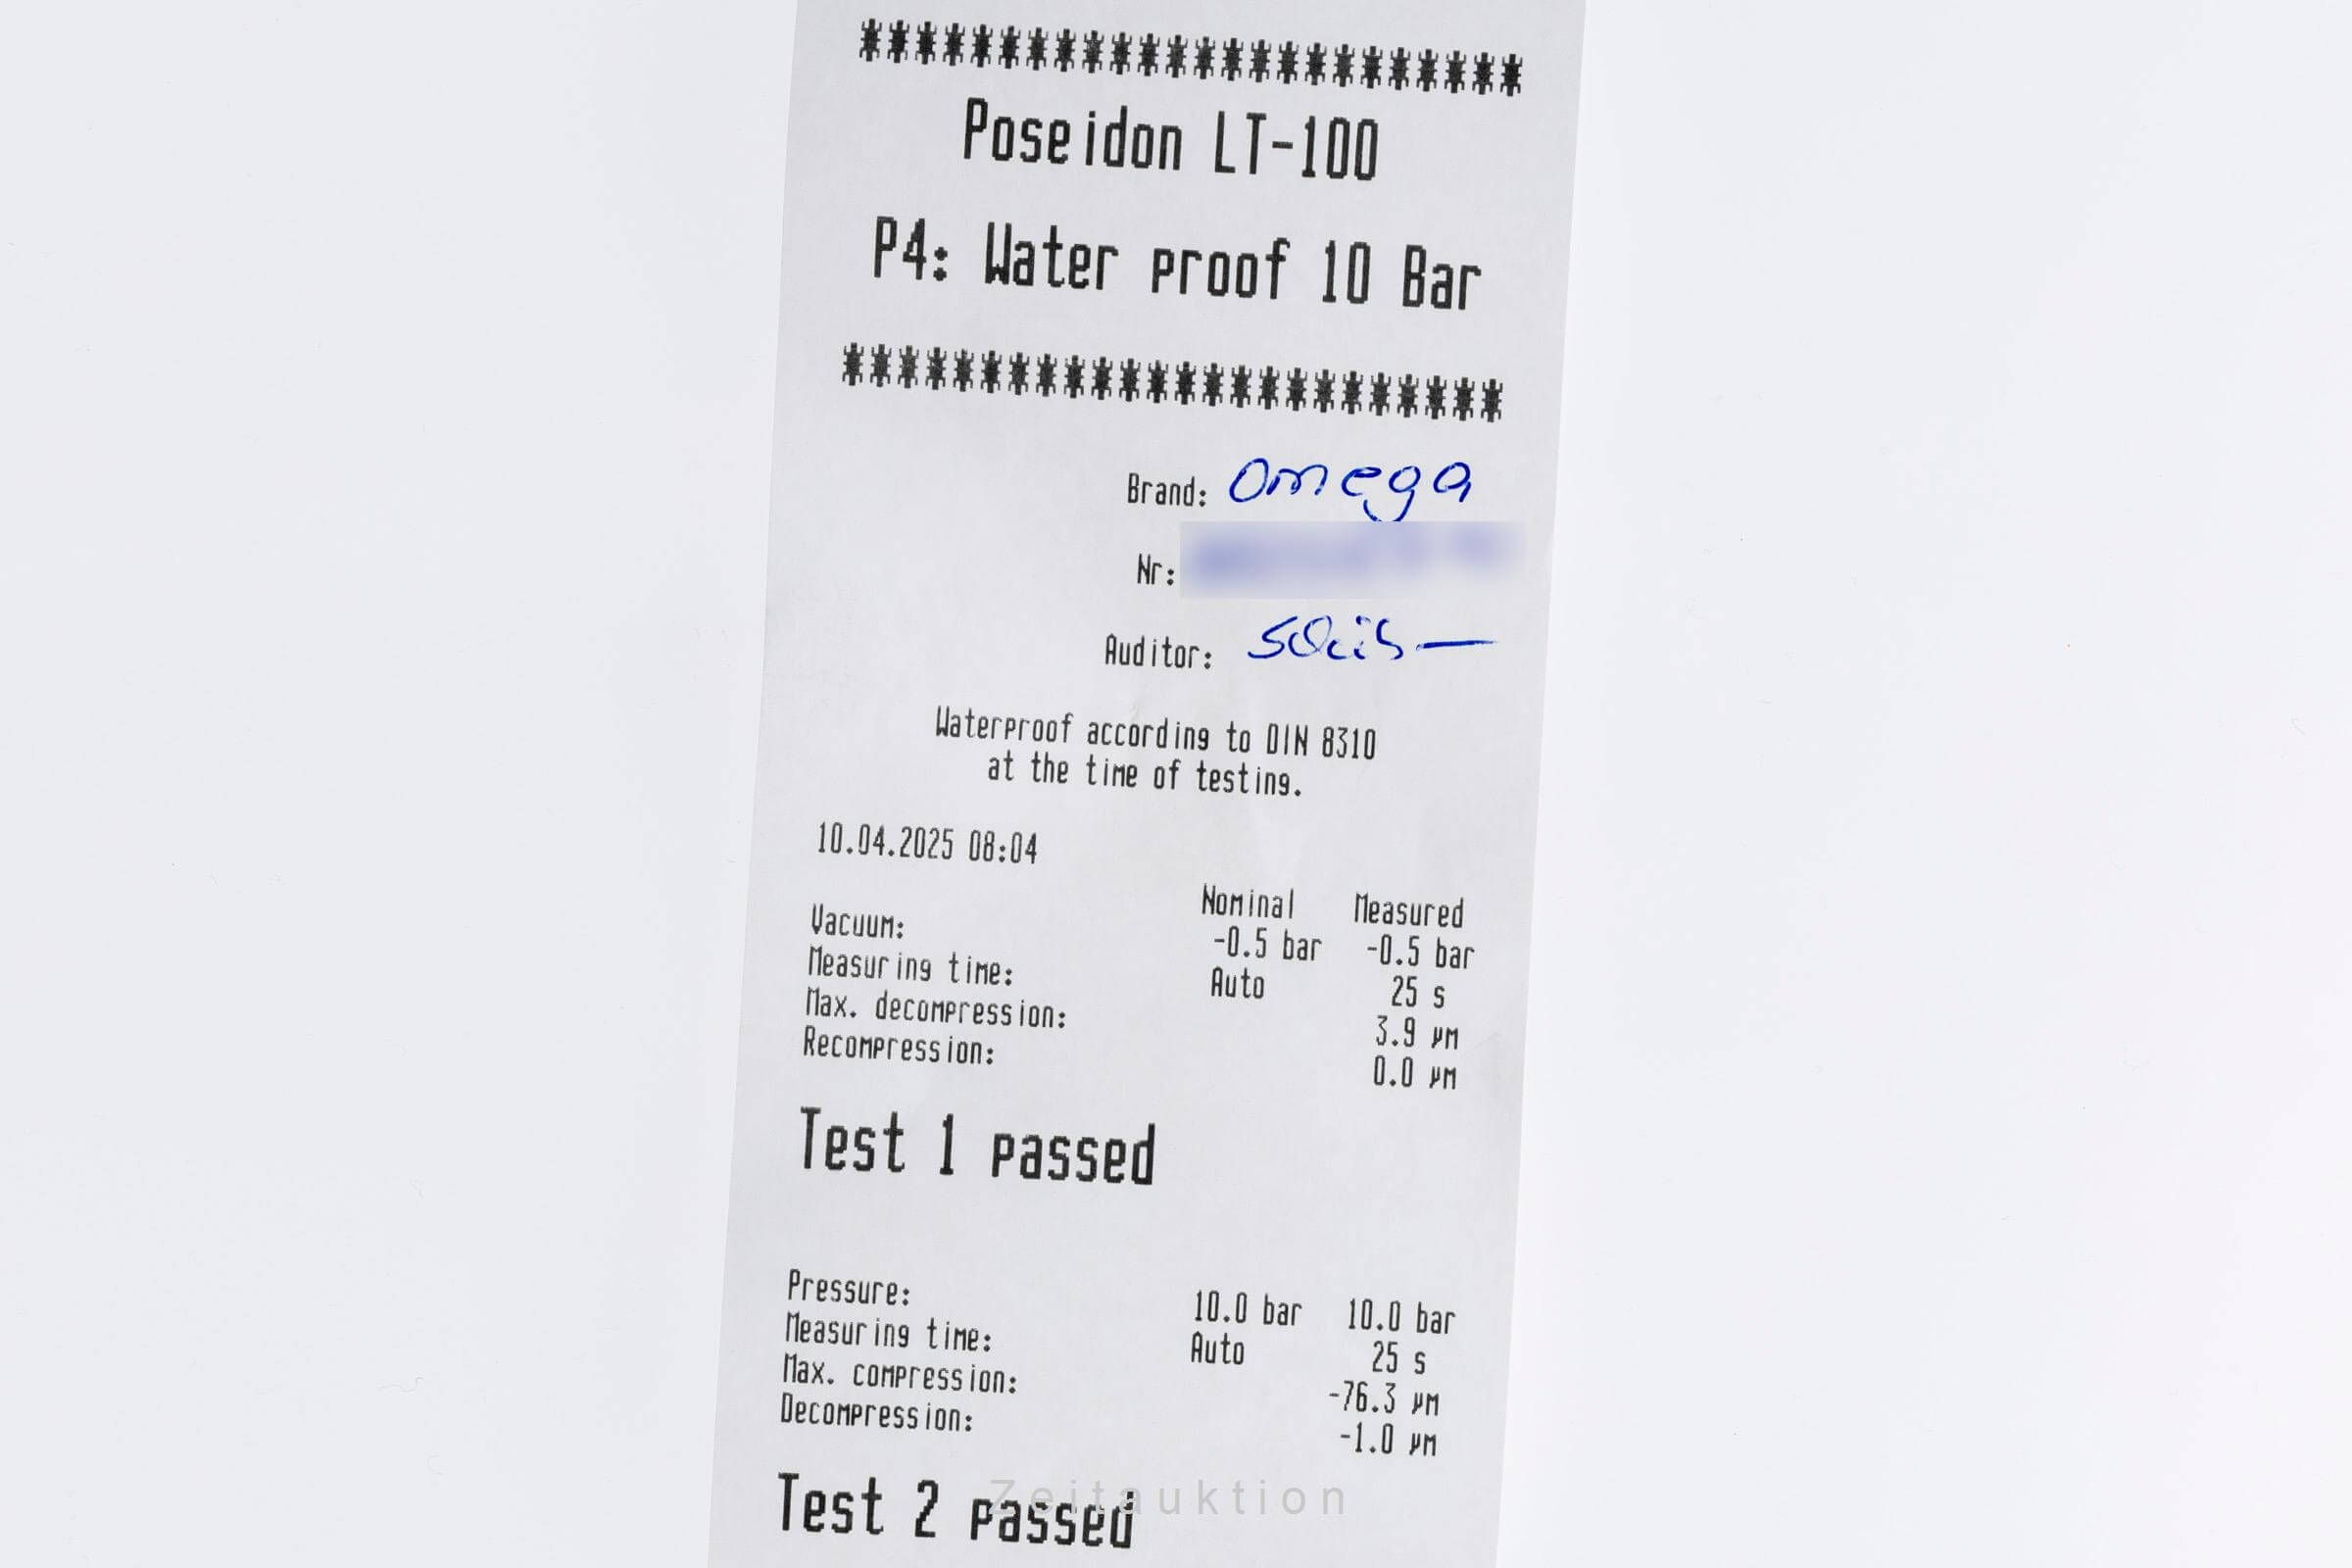 ************************
Poseidon LT-100
P4: Water proof 10 Bar
************************
Brand: Omega
Nr:
Auditor:
Waterproof according to DIN 8310
at the time of testing.
10.04.2025 08:04
Nominal Measured
Vacuum: -0.5 bar -0.5 bar
Measuring time: Auto 25 s
Max. decompression: 3.9 µm
Recompression: 0.0 µm
Test 1 passed
Pressure: 10.0 bar 10.0 bar
Measuring time: Auto 25 s
Max. compression: -76.3 µm
Decompression: -1.0 µm
Test 2 passed
Zeitauktion